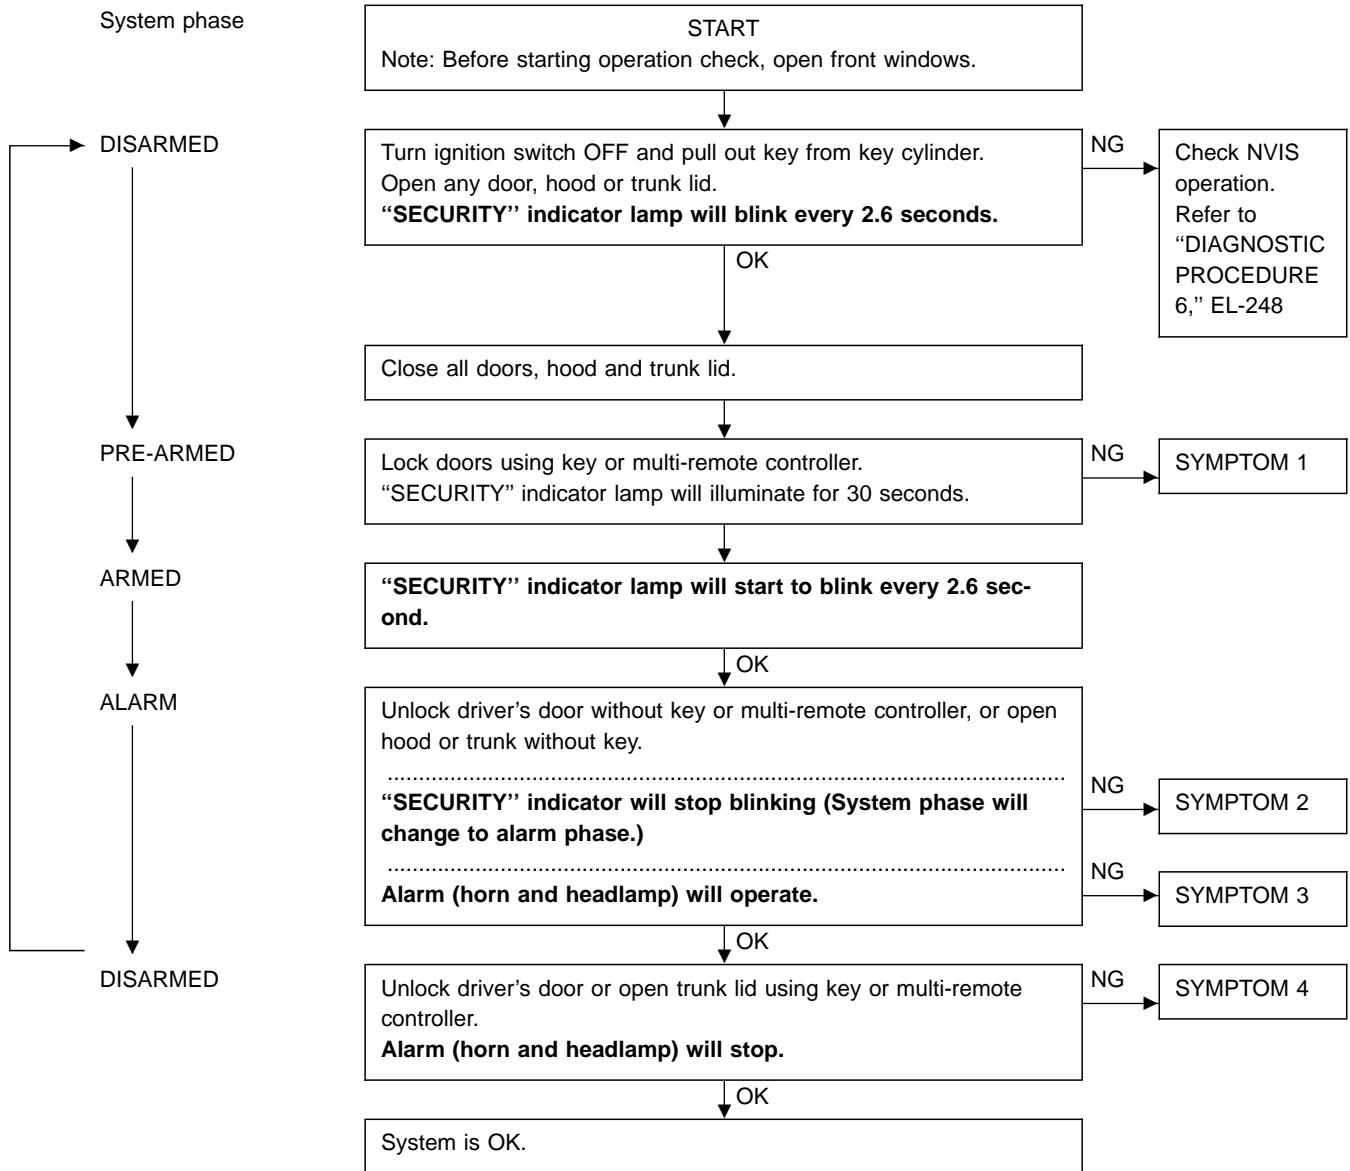 System phase
START
Note: Before starting operation check, open front windows.
DISARMED
Turn ignition switch OFF and pull out key from key cylinder.
Open any door, hood or trunk lid.
“SECURITY’’ indicator lamp will blink every 2.6 seconds.
NG
Check NVIS
operation.
Refer to
“DIAGNOSTIC
PROCEDURE
6,’’ EL-248
OK
Close all doors, hood and trunk lid.
PRE-ARMED
Lock doors using key or multi-remote controller.
“SECURITY’’ indicator lamp will illuminate for 30 seconds.
NG
SYMPTOM 1
ARMED
“SECURITY’’ indicator lamp will start to blink every 2.6 sec-
ond.
OK
ALARM
Unlock driver’s door without key or multi-remote controller, or open
hood or trunk without key.
“SECURITY’’ indicator will stop blinking (System phase will
change to alarm phase.)
NG
SYMPTOM 2
Alarm (horn and headlamp) will operate.
NG
SYMPTOM 3
OK
DISARMED
Unlock driver’s door or open trunk lid using key or multi-remote
controller.
Alarm (horn and headlamp) will stop.
NG
SYMPTOM 4
OK
System is OK.